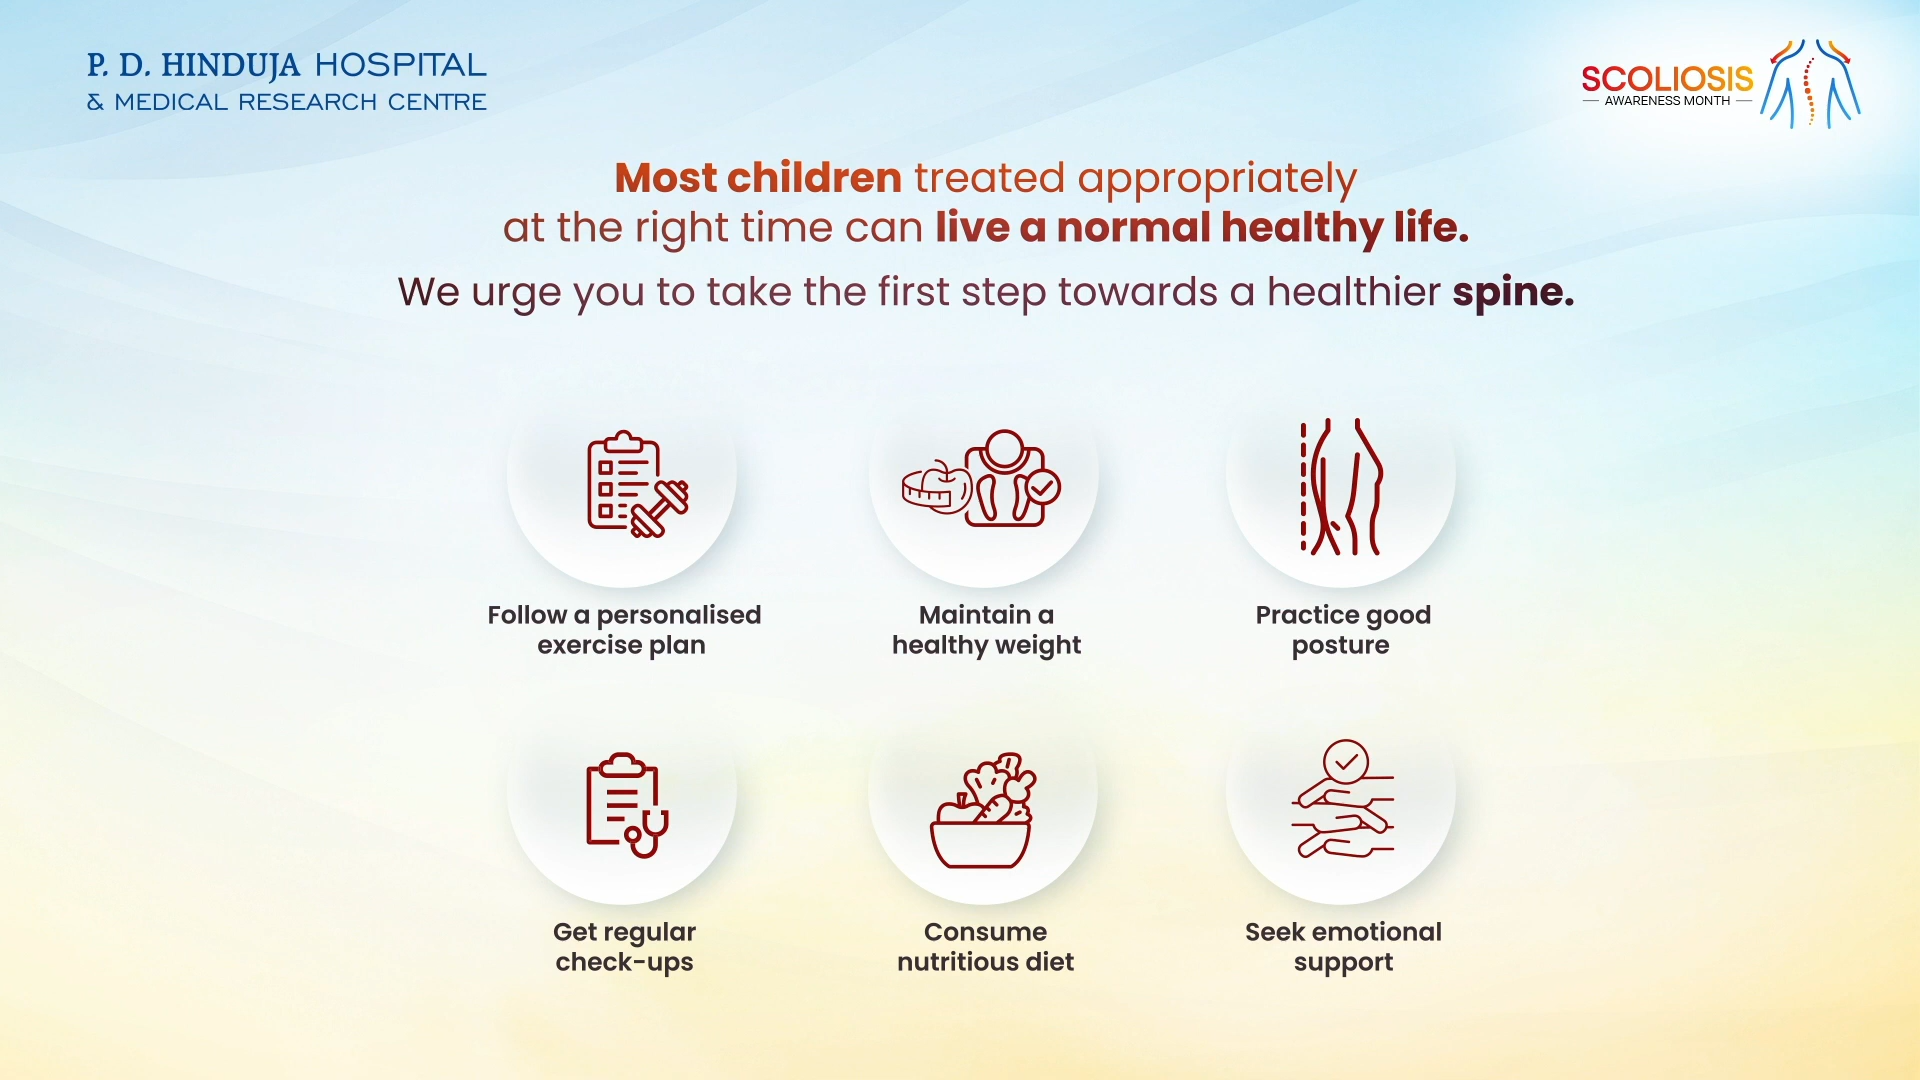 P. D. HINDUJA HOSPITAL
& MEDICAL RESEARCH CENTRE
SCOLIOSIS
AWARENESS MONTH
Most children treated appropriately
at the right time can live a normal healthy life.
We urge you to take the first step towards a healthier spine.
Follow a personalised
exercise plan
Maintain a
healthy weight
Practice good
posture
Get regular
check-ups
Consume
nutritious diet
Seek emotional
support